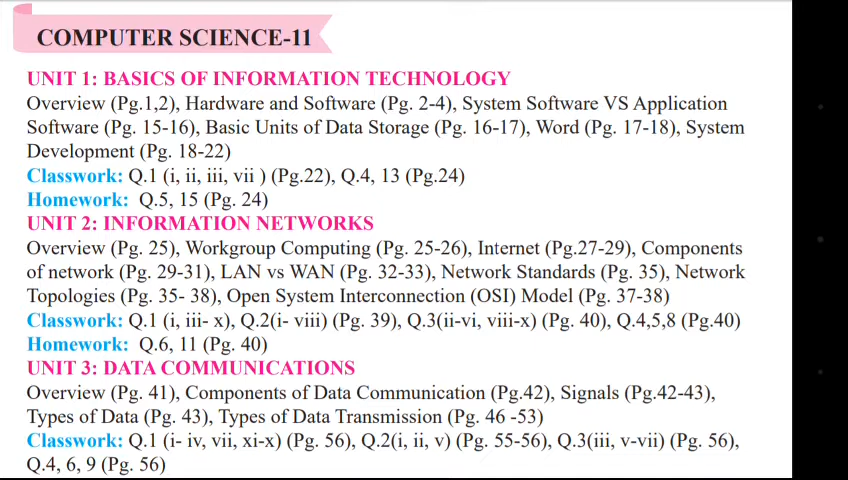 COMPUTER SCIENCE-11
UNIT 1: BASICS OF INFORMATION TECHNOLOGY
Overview (Pg.1,2), Hardware and Software (Pg. 2-4), System Software VS Application
Software (Pg. 15-16), Basic Units of Data Storage (Pg. 16-17), Word (Pg. 17-18), System
Development (Pg. 18-22)
Classwork: Q.1 (i, ii, iii, vii ) (Pg.22), Q.4, 13 (Pg.24)
Homework: Q.5, 15 (Pg. 24)
UNIT 2: INFORMATION NETWORKS
Overview (Pg. 25), Workgroup Computing (Pg. 25-26), Internet (Pg.27-29), Components
of network (Pg. 29-31), LAN vs WAN (Pg. 32-33), Network Standards (Pg. 35), Network
Topologies (Pg. 35- 38), Open System Interconnection (OSI) Model (Pg. 37-38)
Classwork: Q.1 (i, iii- x), Q.2(i- viii) (Pg. 39), Q.3(ii-vi, viii-x) (Pg. 40), Q.4,5,8 (Pg.40)
Homework: Q.6, 11 (Pg. 40)
UNIT 3: DATA COMMUNICATIONS
Overview (Pg. 41), Components of Data Communication (Pg.42), Signals (Pg.42-43),
Types of Data (Pg. 43), Types of Data Transmission (Pg. 46 -53)
Classwork: Q.1 (i- iv, vii, xi-x) (Pg. 56), Q.2(i, ii, v) (Pg. 55-56), Q.3(iii, v-vii) (Pg. 56),
Q.4, 6, 9 (Pg. 56)